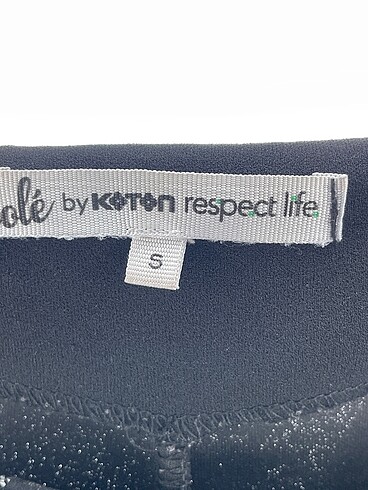 olé by KOTON respect life
S